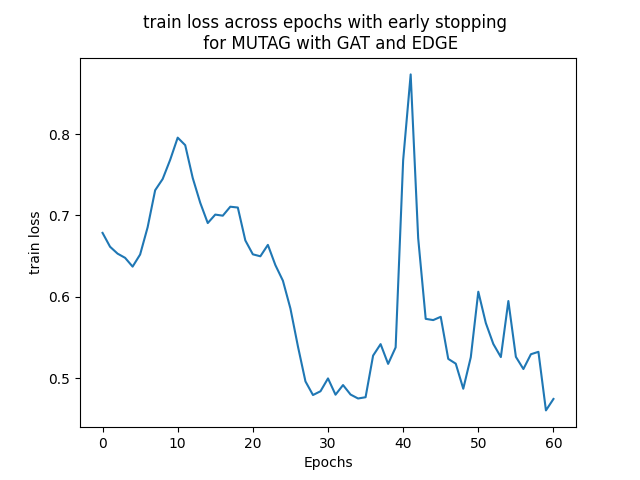 train loss across epochs with early stopping
for MUTAG with GAT and EDGE
train loss
0.8
0.7
0.6
0.5
0 10 20 30 40 50 60
Epochs